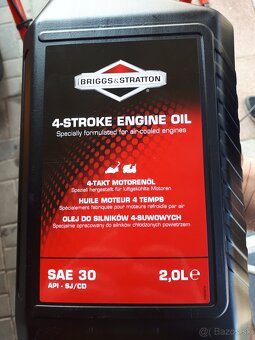 BRIGGS&STRATTON
4-STROKE ENGINE OIL
Specially formulated for air-cooled engines
4-TAKT MOTORENÖL
Speziell hergestellt für luftgekühlte Motoren
HUILE MOTEUR 4 TEMPS
Spécialement fabriquée pour moteurs refroidis par air
OLEJ DO SILNIKÓW 4-SUWOWYCH
Specjalnie opracowany do silników chłodzonych powietrzem
SAE 30
2,0L℮
API - SJ/CD